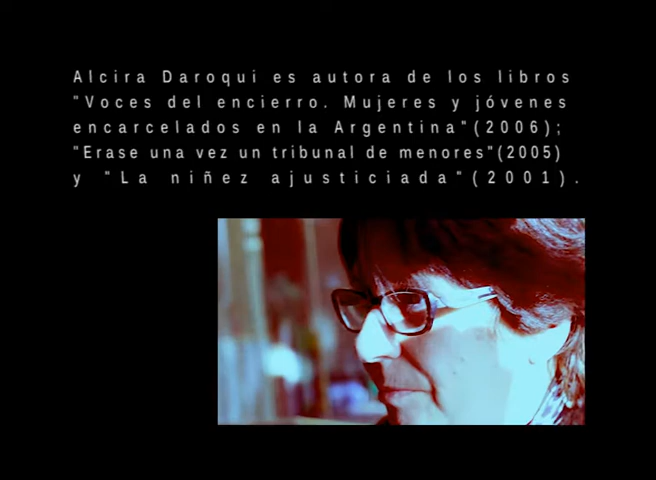 Alcira Daroqui es autora de los libros
"Voces del encierro. Mujeres y jóvenes
encarcelados en la Argentina"(2006);
"Erase una vez un tribunal de menores"(2005)
y "La niñez ajusticiada"(2001).